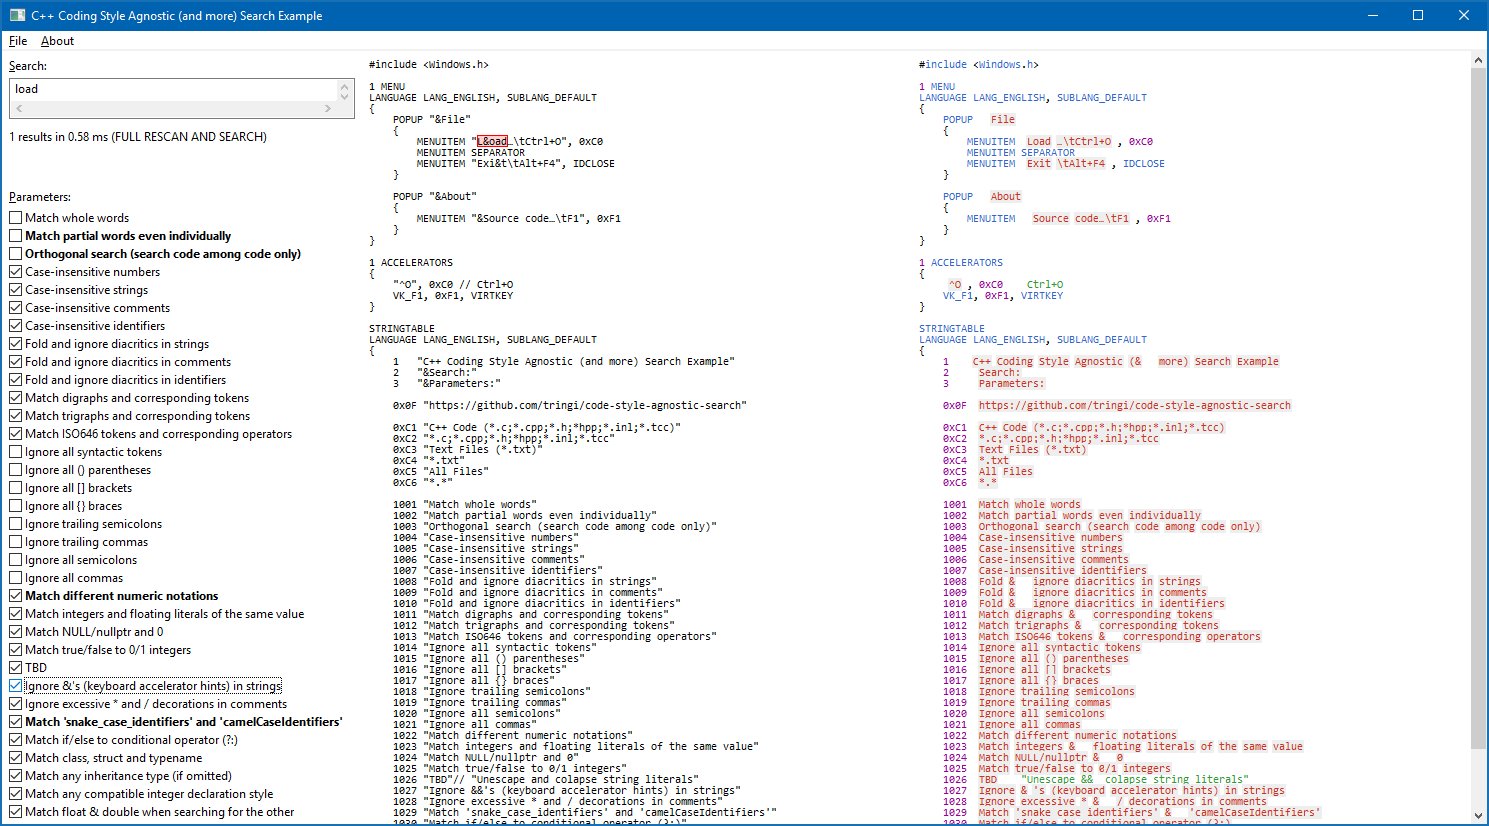 C++ Coding Style Agnostic (and more) Search Example
File About
Search:
load
1 results in 0.58 ms (FULL RESCAN AND SEARCH)
Parameters:
Match whole words
Match partial words even individually
Orthogonal search (search code among code only)
Case-insensitive numbers
Case-insensitive strings
Case-insensitive comments
Case-insensitive identifiers
Fold and ignore diacritics in strings
Fold and ignore diacritics in comments
Fold and ignore diacritics in identifiers
Match digraphs and corresponding tokens
Match trigraphs and corresponding tokens
Match ISO646 tokens and corresponding operators
Ignore all syntactic tokens
Ignore all () parentheses
Ignore all [] brackets
Ignore all {} braces
Ignore trailing semicolons
Ignore trailing commas
Ignore all semicolons
Ignore all commas
Match different numeric notations
Match integers and floating literals of the same value
Match NULL/nullptr and 0
Match true/false to 0/1 integers
TBD
Ignore &'s (keyboard accelerator hints) in strings
Ignore excessive * and / decorations in comments
Match 'snake_case_identifiers' and 'camelCaseIdentifiers'
Match if/else to conditional operator (?:)
Match class, struct and typename
Match any inheritance type (if omitted)
Match any compatible integer declaration style
Match float & double when searching for the other
#include <Windows.h>
1 MENU
LANGUAGE LANG_ENGLISH, SUBLANG_DEFAULT
{
POPUP "&File"
{
MENUITEM "L&oad…\tCtrl+O", 0xC0
MENUITEM SEPARATOR
MENUITEM "Exi&t\tAlt+F4", IDCLOSE
}
POPUP "&About"
{
MENUITEM "&Source code…\tF1", 0xF1
}
}
1 ACCELERATORS
{
"^O", 0xC0 // Ctrl+O
VK_F1, 0xF1, VIRTKEY
}
STRINGTABLE
LANGUAGE LANG_ENGLISH, SUBLANG_DEFAULT
{
1 "C++ Coding Style Agnostic (and more) Search Example"
2 "&Search:"
3 "&Parameters:"
0x0F "https://github.com/tringi/code-style-agnostic-search"
0xC1 "C++ Code (*.c;*.cpp;*.h;*hpp;*.inl;*.tcc)"
0xC2 "*.c;*.cpp;*.h;*hpp;*.inl;*.tcc"
0xC3 "Text Files (*.txt)"
0xC4 "*.txt"
0xC5 "All Files"
0xC6 "*.*"
1001 "Match whole words"
1002 "Match partial words even individually"
1003 "Orthogonal search (search code among code only)"
1004 "Case-insensitive numbers"
1005 "Case-insensitive strings"
1006 "Case-insensitive comments"
1007 "Case-insensitive identifiers"
1008 "Fold and ignore diacritics in strings"
1009 "Fold and ignore diacritics in comments"
1010 "Fold and ignore diacritics in identifiers"
1011 "Match digraphs and corresponding tokens"
1012 "Match trigraphs and corresponding tokens"
1013 "Match ISO646 tokens and corresponding operators"
1014 "Ignore all syntactic tokens"
1015 "Ignore all () parentheses"
1016 "Ignore all [] brackets"
1017 "Ignore all {} braces"
1018 "Ignore trailing semicolons"
1019 "Ignore trailing commas"
1020 "Ignore all semicolons"
1021 "Ignore all commas"
1022 "Match different numeric notations"
1023 "Match integers and floating literals of the same value"
1024 "Match NULL/nullptr and 0"
1025 "Match true/false to 0/1 integers"
1026 "TBD"// "Unescape and colapse string literals"
1027 "Ignore &&'s (keyboard accelerator hints) in strings"
1028 "Ignore excessive * and / decorations in comments"
1029 "Match 'snake_case_identifiers' and 'camelCaseIdentifiers'"
1030 "Match if/else to conditional operator (?:)"
#include <Windows.h>
1 MENU
LANGUAGE LANG_ENGLISH, SUBLANG_DEFAULT
{
POPUP File
{
MENUITEM Load …\tCtrl+O , 0xC0
MENUITEM SEPARATOR
MENUITEM Exit \tAlt+F4 , IDCLOSE
}
POPUP About
{
MENUITEM Source code…\tF1 , 0xF1
}
}
1 ACCELERATORS
{
^O , 0xC0 Ctrl+O
VK_F1, 0xF1, VIRTKEY
}
STRINGTABLE
LANGUAGE LANG_ENGLISH, SUBLANG_DEFAULT
{
1 C++ Coding Style Agnostic (& more) Search Example
2 Search:
3 Parameters:
0x0F https://github.com/tringi/code-style-agnostic-search
0xC1 C++ Code (*.c;*.cpp;*.h;*hpp;*.inl;*.tcc)
0xC2 *.c;*.cpp;*.h;*hpp;*.inl;*.tcc
0xC3 Text Files (*.txt)
0xC4 *.txt
0xC5 All Files
0xC6 *.*
1001 Match whole words
1002 Match partial words even individually
1003 Orthogonal search (search code among code only)
1004 Case-insensitive numbers
1005 Case-insensitive strings
1006 Case-insensitive comments
1007 Case-insensitive identifiers
1008 Fold & ignore diacritics in strings
1009 Fold & ignore diacritics in comments
1010 Fold & ignore diacritics in identifiers
1011 Match digraphs & corresponding tokens
1012 Match trigraphs & corresponding tokens
1013 Match ISO646 tokens & corresponding operators
1014 Ignore all syntactic tokens
1015 Ignore all () parentheses
1016 Ignore all [] brackets
1017 Ignore all {} braces
1018 Ignore trailing semicolons
1019 Ignore trailing commas
1020 Ignore all semicolons
1021 Ignore all commas
1022 Match different numeric notations
1023 Match integers & floating literals of the same value
1024 Match NULL/nullptr & 0
1025 Match true/false to 0/1 integers
1026 TBD "Unescape && colapse string literals"
1027 Ignore & 's (keyboard accelerator hints) in strings
1028 Ignore excessive * & / decorations in comments
1029 Match 'snake case identifiers' & 'camelCaseIdentifiers'
1030 Match if/else to conditional operator (?:)